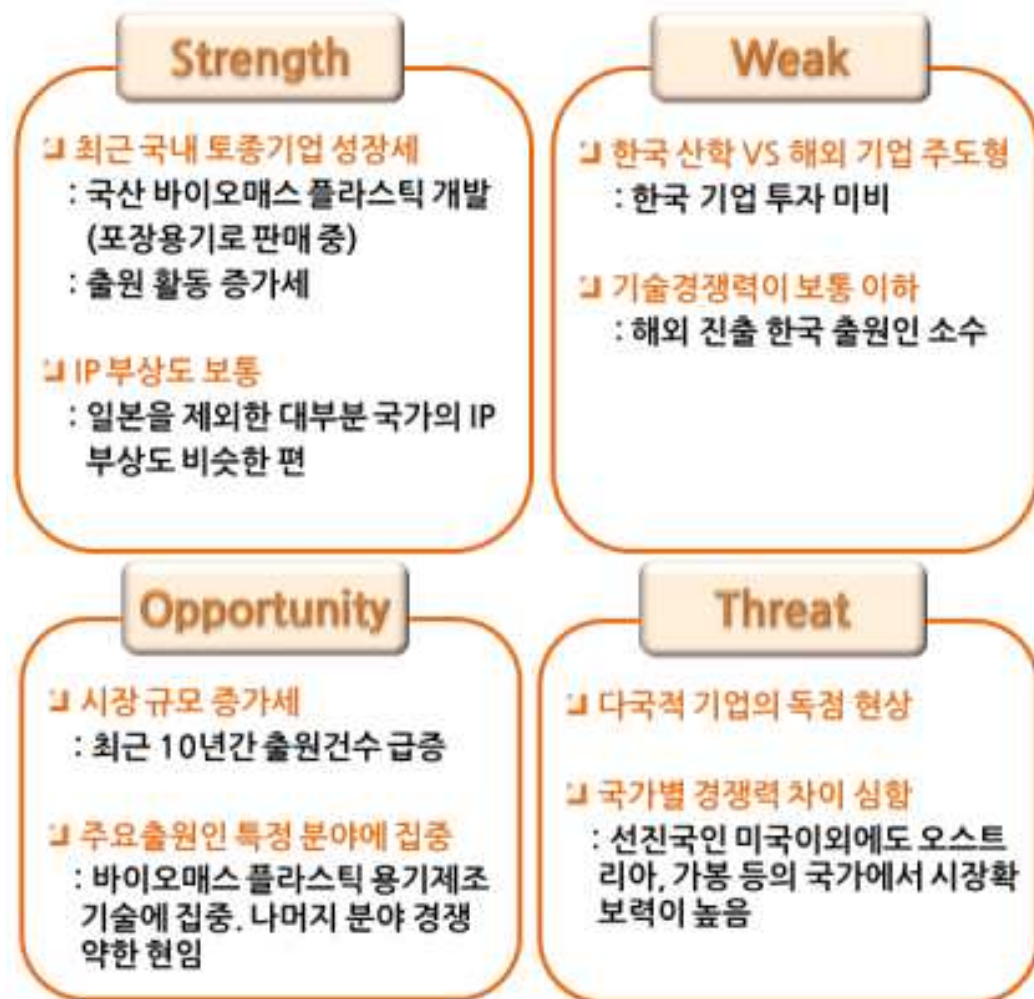 Strength
❑ 최근 국내 토종기업 성장세
: 국산 바이오매스 플라스틱 개발
(포장용기로 판매 중)
: 출원 활동 증가세
❑ IP 부상도 보통
: 일본을 제외한 대부분 국가의 IP
부상도 비슷한 편
Weak
❑ 한국 산학 VS 해외 기업 주도형
: 한국 기업 투자 미비
❑ 기술경쟁력이 보통 이하
: 해외 진출 한국 출원인 소수
Opportunity
❑ 시장 규모 증가세
: 최근 10년간 출원건수 급증
❑ 주요출원인 특정 분야에 집중
: 바이오매스 플라스틱 용기제조
기술에 집중. 나머지 분야 경쟁
약한 현임
Threat
❑ 다국적 기업의 독점 현상
❑ 국가별 경쟁력 차이 심함
: 선진국인 미국이외에도 오스트
리아, 가봉 등의 국가에서 시장확
보력이 높음